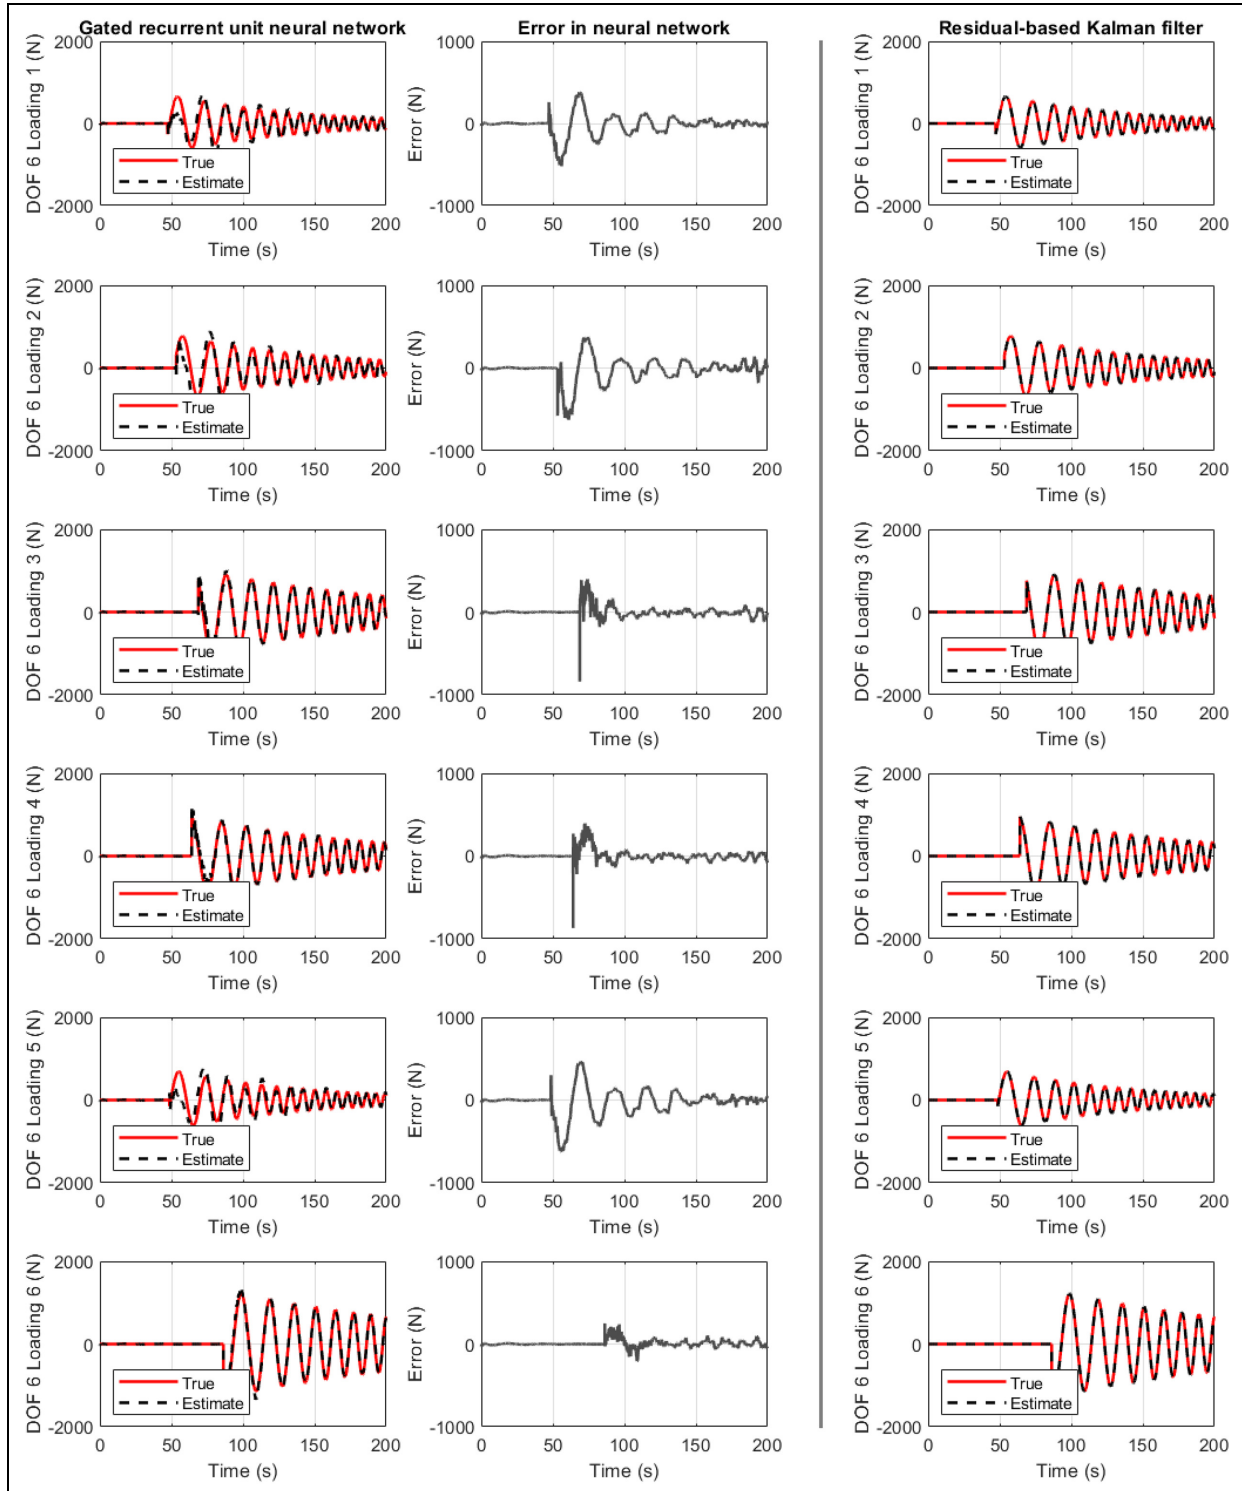 Gated recurrent unit neural network
Error in neural network
Residual-based Kalman filter
DOF 6 Loading 1 (N)
2000
0
-2000
True
Estimate
0 50 100 150 200
Time (s)
Error (N)
1000
0
-1000
0 50 100 150 200
Time (s)
DOF 6 Loading 1 (N)
2000
0
-2000
True
Estimate
0 50 100 150 200
Time (s)
DOF 6 Loading 2 (N)
2000
0
-2000
True
Estimate
0 50 100 150 200
Time (s)
Error (N)
1000
0
-1000
0 50 100 150 200
Time (s)
DOF 6 Loading 2 (N)
2000
0
-2000
True
Estimate
0 50 100 150 200
Time (s)
DOF 6 Loading 3 (N)
2000
0
-2000
True
Estimate
0 50 100 150 200
Time (s)
Error (N)
1000
0
-1000
0 50 100 150 200
Time (s)
DOF 6 Loading 3 (N)
2000
0
-2000
True
Estimate
0 50 100 150 200
Time (s)
DOF 6 Loading 4 (N)
2000
0
-2000
True
Estimate
0 50 100 150 200
Time (s)
Error (N)
1000
0
-1000
0 50 100 150 200
Time (s)
DOF 6 Loading 4 (N)
2000
0
-2000
True
Estimate
0 50 100 150 200
Time (s)
DOF 6 Loading 5 (N)
2000
0
-2000
True
Estimate
0 50 100 150 200
Time (s)
Error (N)
1000
0
-1000
0 50 100 150 200
Time (s)
DOF 6 Loading 5 (N)
2000
0
-2000
True
Estimate
0 50 100 150 200
Time (s)
DOF 6 Loading 6 (N)
2000
0
-2000
True
Estimate
0 50 100 150 200
Time (s)
Error (N)
1000
0
-1000
0 50 100 150 200
Time (s)
DOF 6 Loading 6 (N)
2000
0
-2000
True
Estimate
0 50 100 150 200
Time (s)